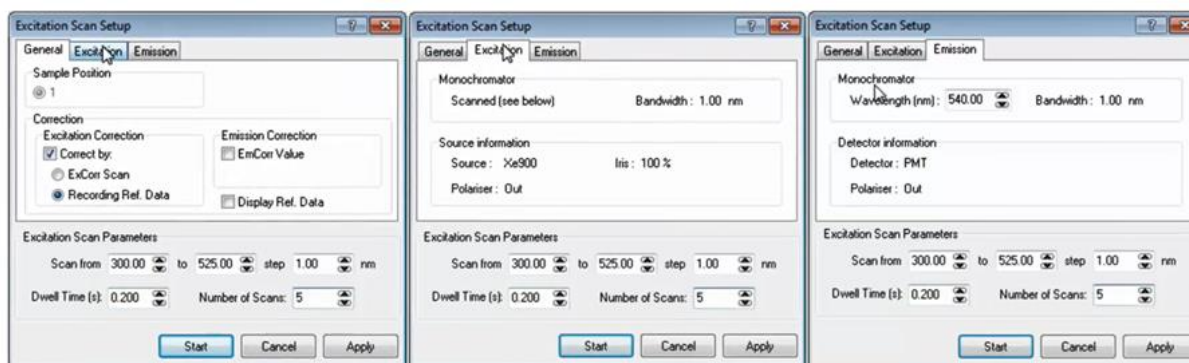 Excitation Scan Setup
General Excitation Emission
Sample Position
1
Correction
Excitation Correction
Correct by:
ExCorr Scan
Recording Ref. Data
Emission Correction
EmCorr Value
Display Ref. Data
Excitation Scan Parameters
Scan from 300.00 to 525.00 step 1.00 nm
Dwell Time (s): 0.200 Number of Scans: 5
Start Cancel Apply
Excitation Scan Setup
General Excitation Emission
Monochromator
Scanned (see below) Bandwidth : 1.00 nm
Source information
Source : Xe900 Iris : 100 %
Polariser : Out
Excitation Scan Parameters
Scan from 300.00 to 525.00 step 1.00 nm
Dwell Time (s): 0.200 Number of Scans: 5
Start Cancel Apply
Excitation Scan Setup
General Excitation Emission
Monochromator
Wavelength (nm) : 540.00 Bandwidth : 1.00 nm
Detector information
Detector : PMT
Polariser : Out
Excitation Scan Parameters
Scan from 300.00 to 525.00 step 1.00 nm
Dwell Time (s): 0.200 Number of Scans: 5
Start Cancel Apply